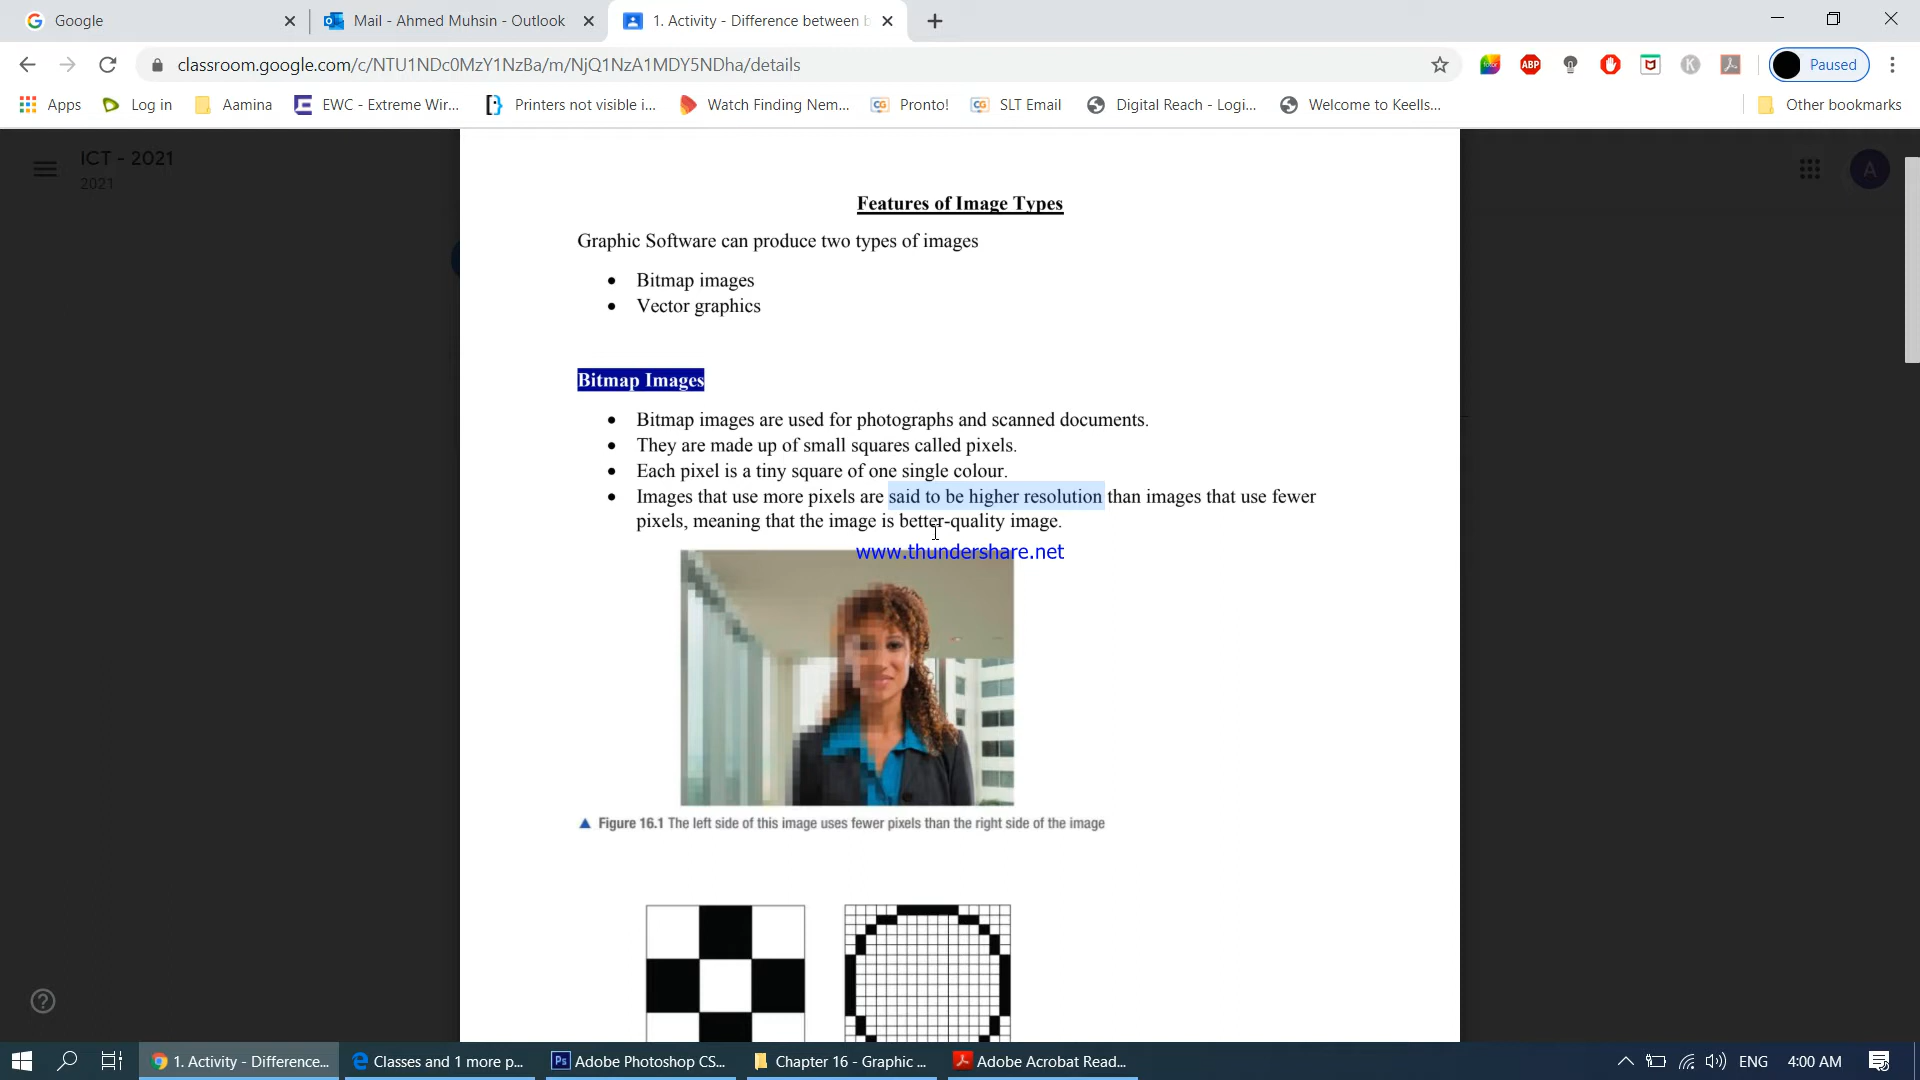 Google
Mail - Ahmed Muhsin - Outlook
1. Activity - Difference between b
classroom.google.com/c/NTU1NDc0MzY1NzBa/m/NjQ1NzA1MDY5NDha/details
ABP
K
Paused
Apps
Log in
Aamina
EWC - Extreme Wir...
Printers not visible i...
Watch Finding Nem...
CG
Pronto!
CG
SLT Email
Digital Reach - Logi...
Welcome to Keells...
Other bookmarks
ICT - 2021
2021
A
Features of Image Types
Graphic Software can produce two types of images
• Bitmap images
• Vector graphics
Bitmap Images
• Bitmap images are used for photographs and scanned documents.
• They are made up of small squares called pixels.
• Each pixel is a tiny square of one single colour.
• Images that use more pixels are said to be higher resolution than images that use fewer
pixels, meaning that the image is better-quality image.
www.thundershare.net
▲ Figure 16.1 The left side of this image uses fewer pixels than the right side of the image
1. Activity - Difference...
Classes and 1 more p...
Ps
Adobe Photoshop CS...
Chapter 16 - Graphic ...
Adobe Acrobat Read...
ENG
4:00 AM